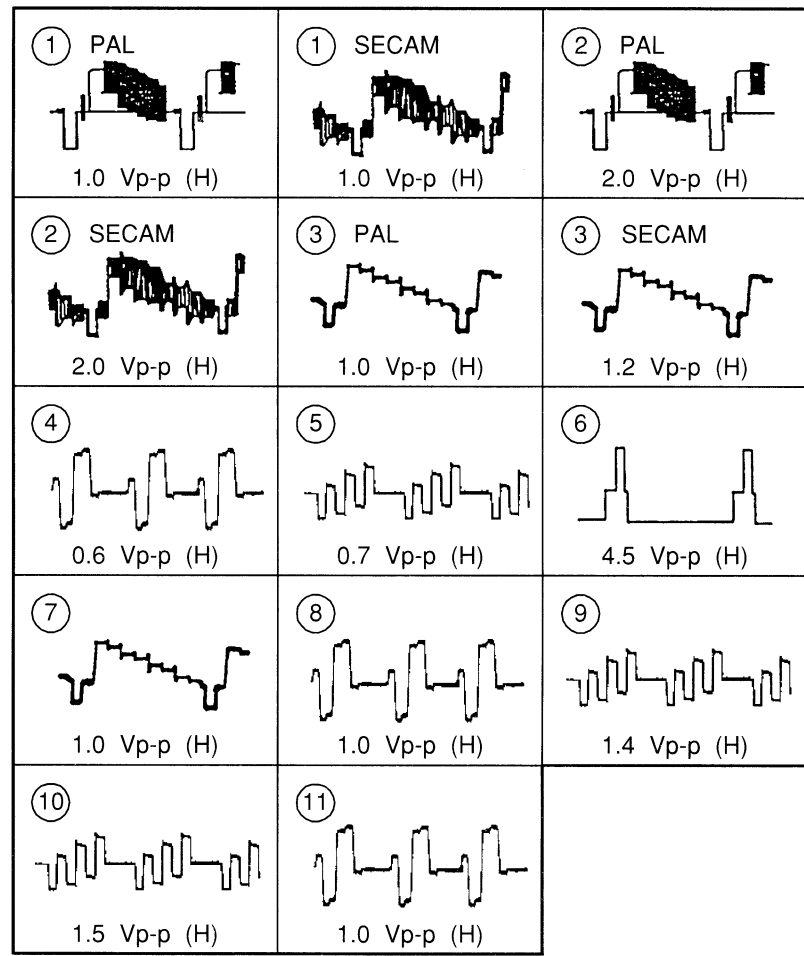 1 PAL
1.0 Vp-p (H)
1 SECAM
1.0 Vp-p (H)
2 PAL
2.0 Vp-p (H)
2 SECAM
2.0 Vp-p (H)
3 PAL
1.0 Vp-p (H)
3 SECAM
1.2 Vp-p (H)
4
0.6 Vp-p (H)
5
0.7 Vp-p (H)
6
4.5 Vp-p (H)
7
1.0 Vp-p (H)
8
1.0 Vp-p (H)
9
1.4 Vp-p (H)
10
1.5 Vp-p (H)
11
1.0 Vp-p (H)